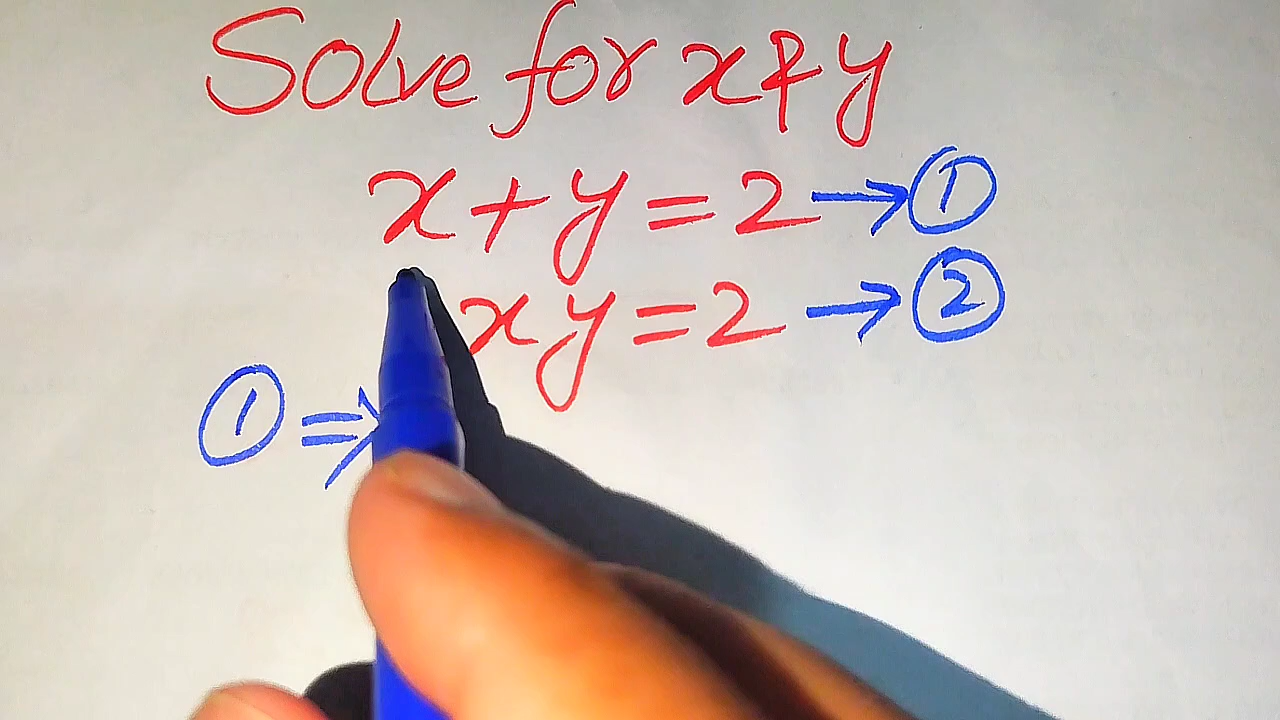 Solve for x & y
x + y = 2 → ①
xy = 2 → ②
① ⇒